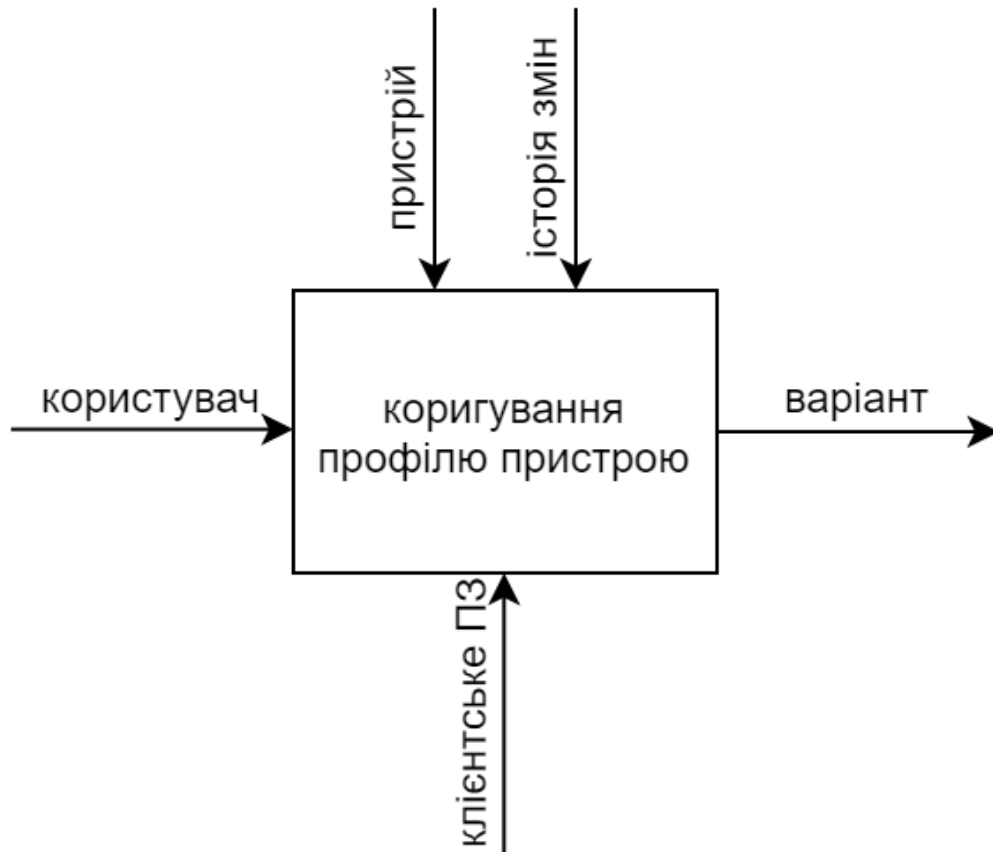 пристрій
історія змін
користувач
коригування
профілю пристрою
варіант
клієнтське ПЗ